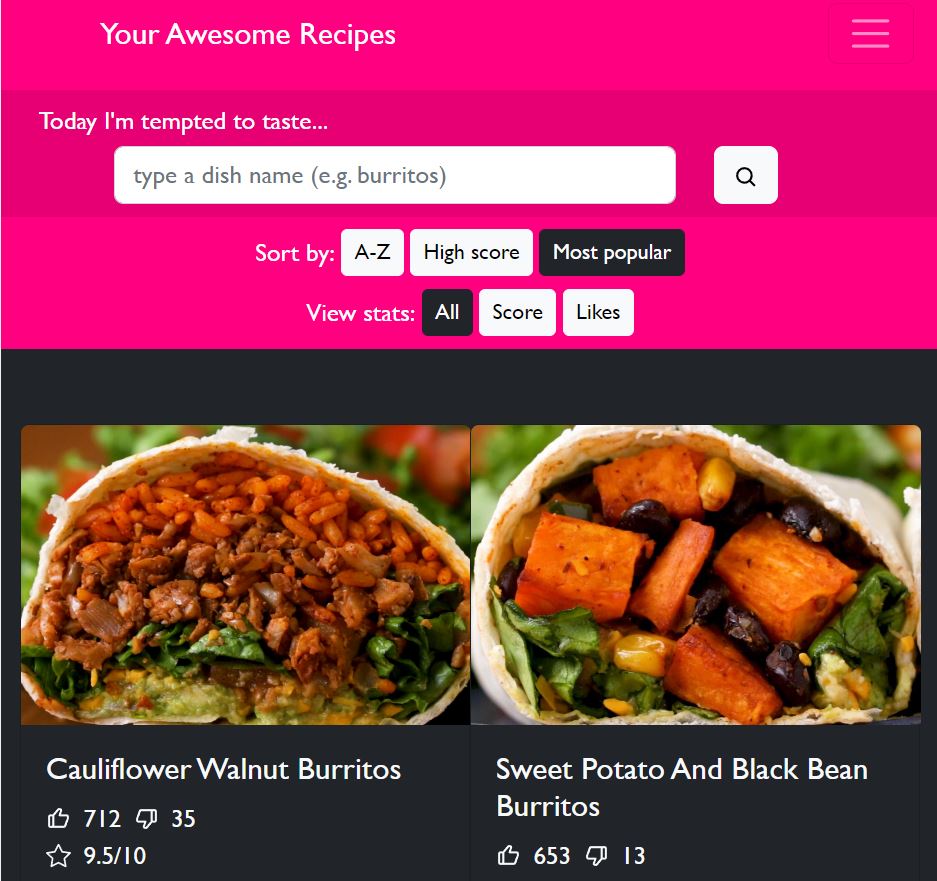 Your Awesome Recipes
Today I'm tempted to taste...
type a dish name (e.g. burritos)
Sort by: A-Z High score Most popular
View stats: All Score Likes
Cauliflower Walnut Burritos
712 35
9.5/10
Sweet Potato And Black Bean
Burritos
653 13